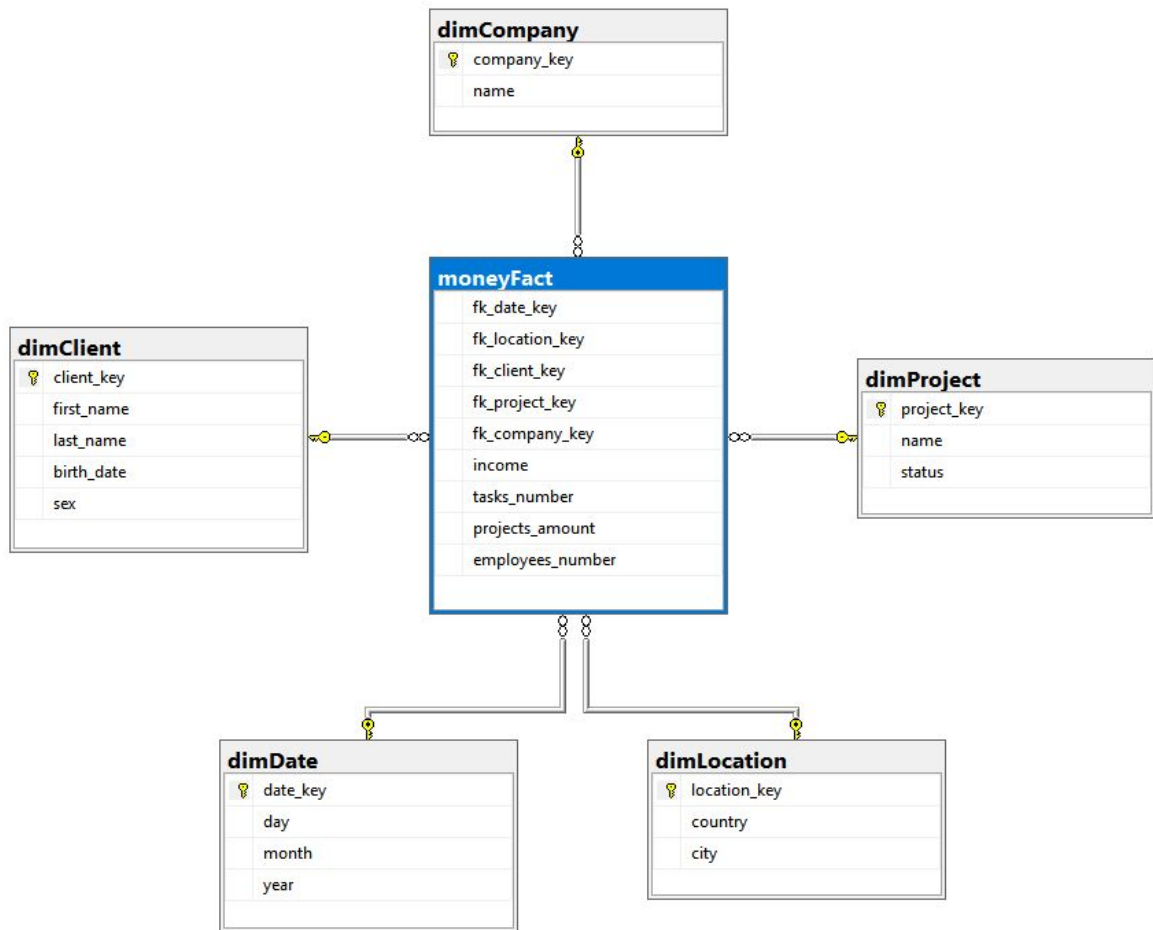 dimCompany
company_key
name
moneyFact
fk_date_key
fk_location_key
fk_client_key
fk_project_key
fk_company_key
income
tasks_number
projects_amount
employees_number
dimClient
client_key
first_name
last_name
birth_date
sex
dimProject
project_key
name
status
dimDate
date_key
day
month
year
dimLocation
location_key
country
city